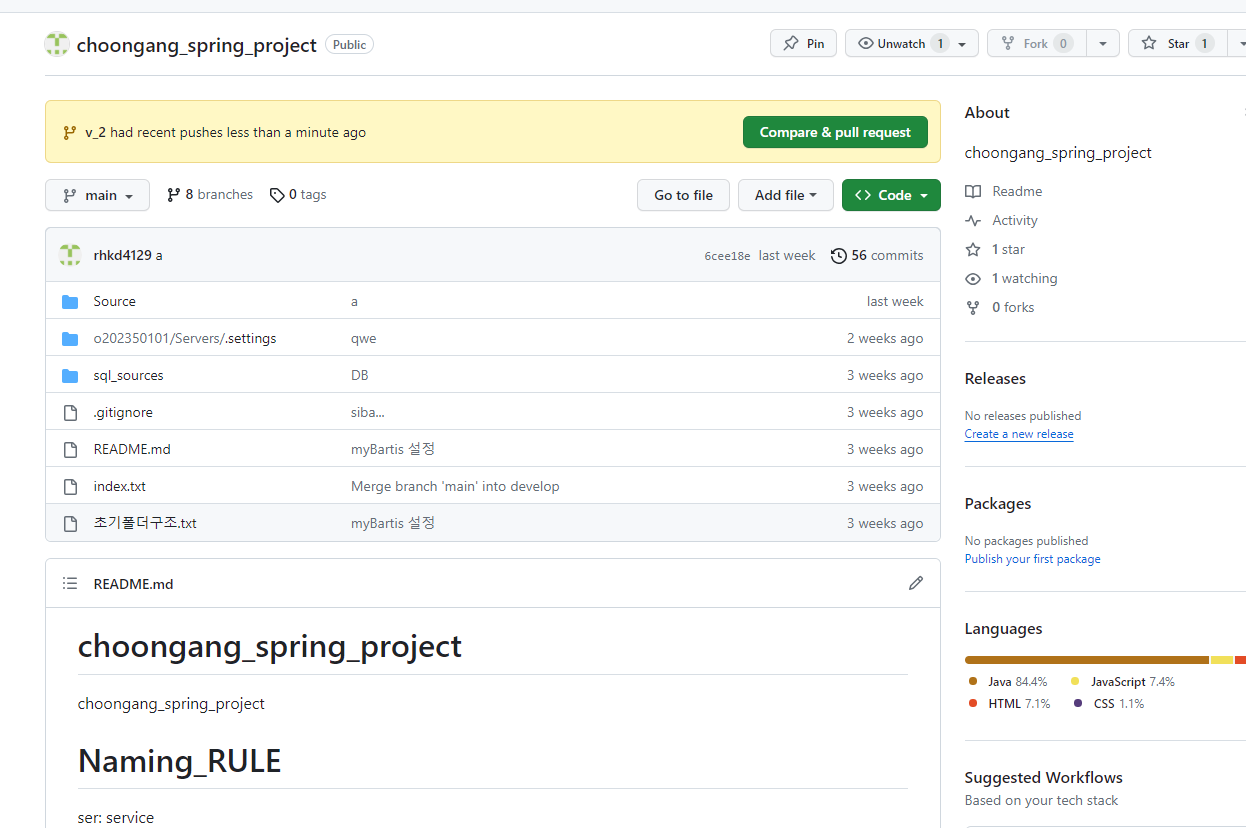 choongang_spring_project Public Pin Unwatch 1 Fork 0 Star 1
v_2 had recent pushes less than a minute ago Compare & pull request
main 8 branches 0 tags Go to file Add file Code
rhkd4129 a 6cee18e last week 56 commits
Source a last week
o202350101/Servers/.settings qwe 2 weeks ago
sql_sources DB 3 weeks ago
.gitignore siba... 3 weeks ago
README.md myBartis 설정 3 weeks ago
index.txt Merge branch 'main' into develop 3 weeks ago
초기폴더구조.txt myBartis 설정 3 weeks ago
README.md
choongang_spring_project
choongang_spring_project
Naming_RULE
ser: service
About
choongang_spring_project
Readme
Activity
1 star
1 watching
0 forks
Releases
No releases published
Create a new release
Packages
No packages published
Publish your first package
Languages
Java 84.4% JavaScript 7.4%
HTML 7.1% CSS 1.1%
Suggested Workflows
Based on your tech stack